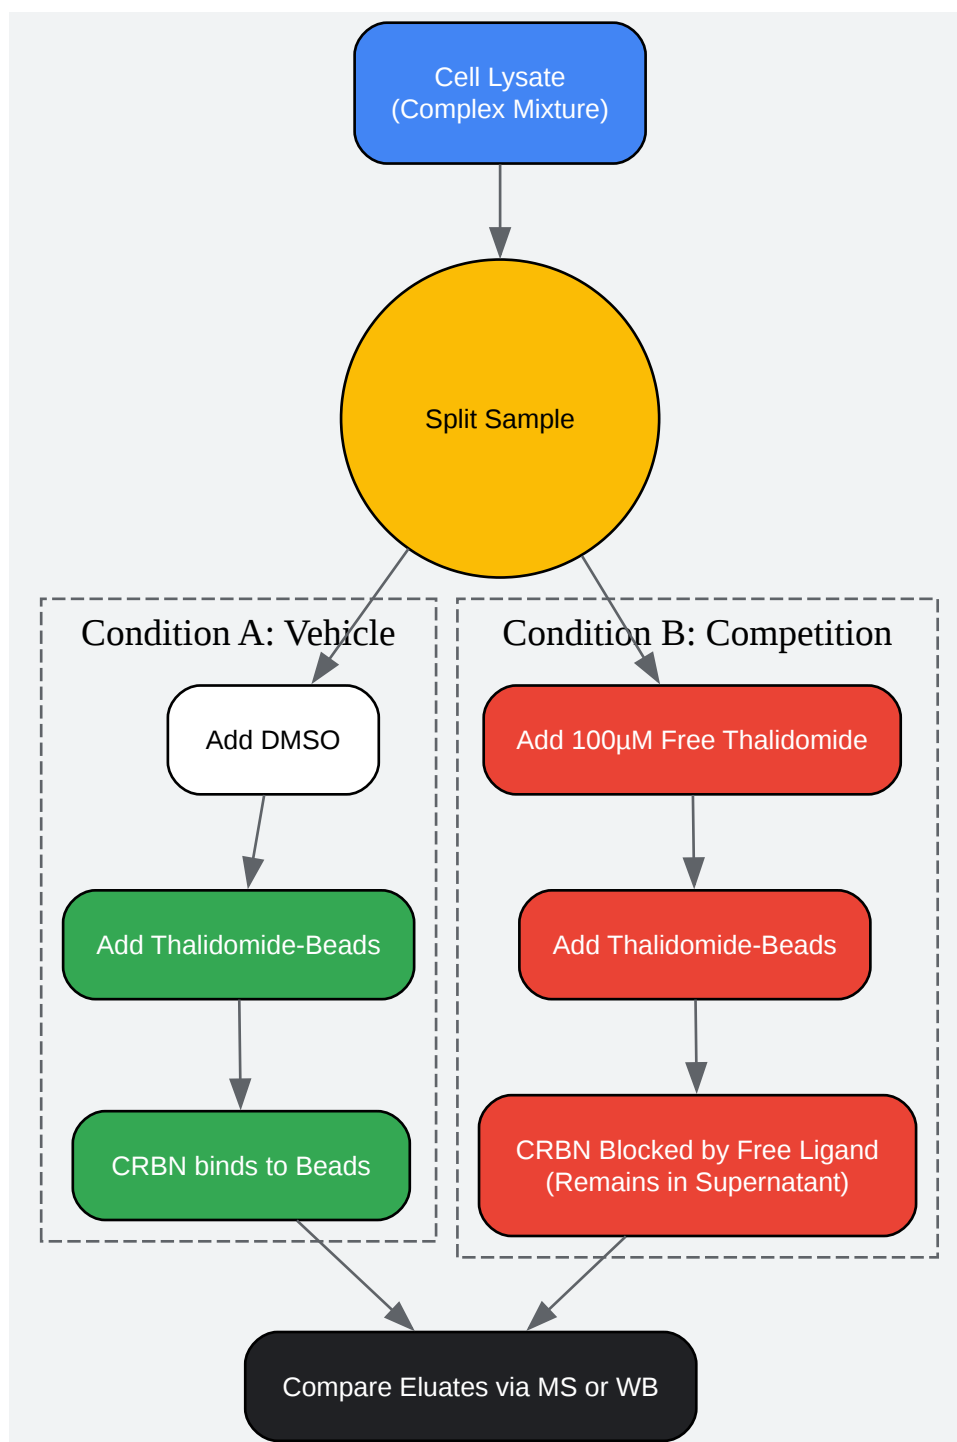 Cell Lysate
(Complex Mixture)
Split Sample
Condition A: Vehicle
Add DMSO
Add Thalidomide-Beads
CRBN binds to Beads
Condition B: Competition
Add 100µM Free Thalidomide
Add Thalidomide-Beads
CRBN Blocked by Free Ligand
(Remains in Supernatant)
Compare Eluates via MS or WB